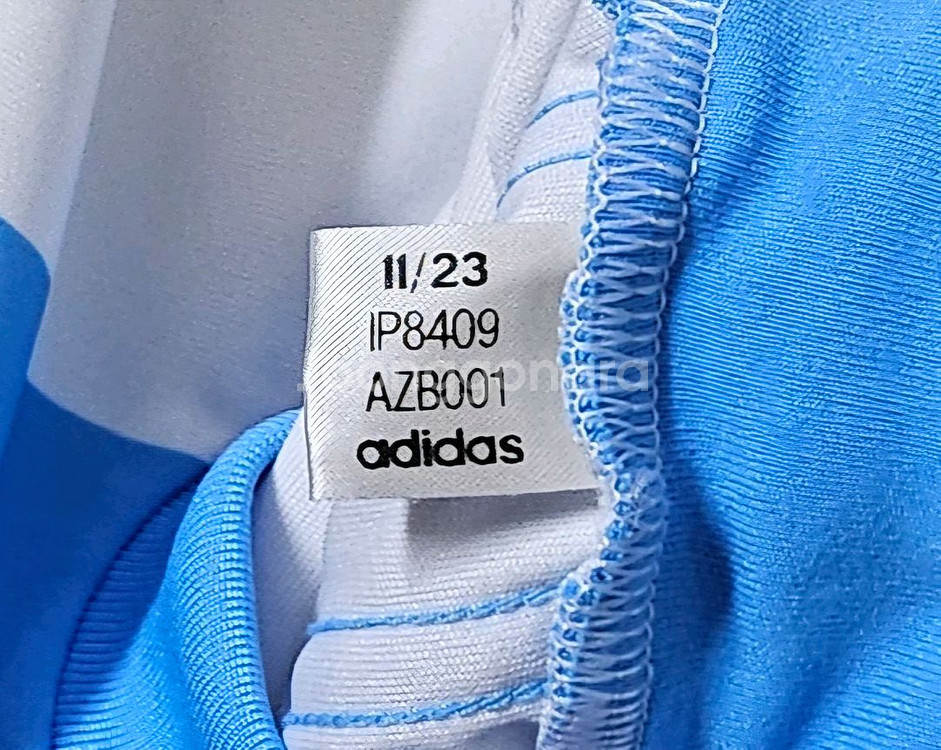 11/23
IP8409
AZB001
adidas